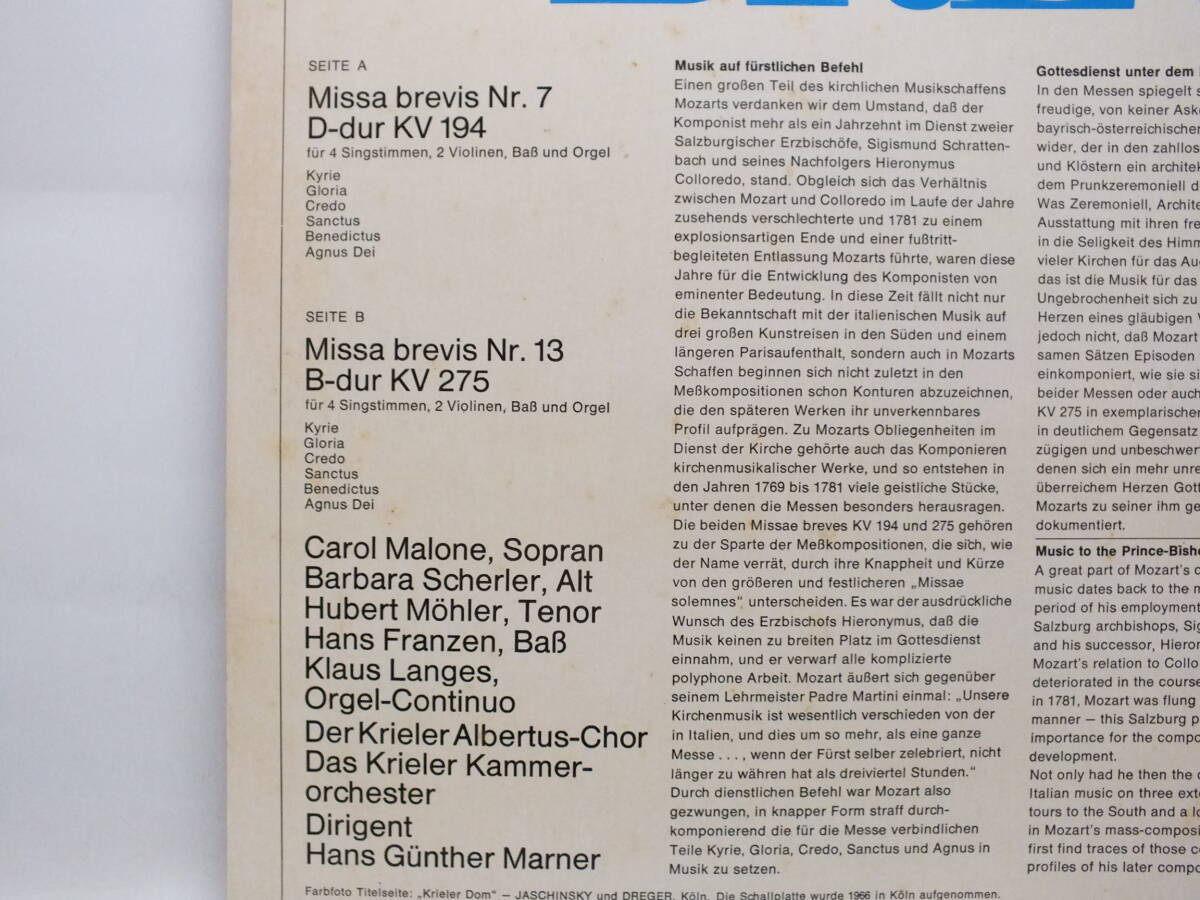 SEITE A
Missa brevis Nr. 7
D-dur KV 194
für 4 Singstimmen, 2 Violinen, Baß und Orgel
Kyrie
Gloria
Credo
Sanctus
Benedictus
Agnus Dei
SEITE B
Missa brevis Nr. 13
B-dur KV 275
für 4 Singstimmen, 2 Violinen, Baß und Orgel
Kyrie
Gloria
Credo
Sanctus
Benedictus
Agnus Dei
Carol Malone, Sopran
Barbara Scherler, Alt
Hubert Möhler, Tenor
Hans Franzen, Baß
Klaus Langes,
Orgel-Continuo
Der Krieler Albertus-Chor
Das Krieler Kammer-
orchester
Dirigent
Hans Günther Marner
Musik auf fürstlichen Befehl
Einen großen Teil des kirchlichen Musikschaffens
Mozarts verdanken wir dem Umstand, daß der
Komponist mehr als ein Jahrzehnt im Dienst zweier
Salzburgischer Erzbischöfe, Sigismund Schratten-
bach und seines Nachfolgers Hieronymus
Colloredo, stand. Obgleich sich das Verhältnis
zwischen Mozart und Colloredo im Laufe der Jahre
zusehends verschlechterte und 1781 zu einem
explosionsartigen Ende und einer fußtritt-
begleiteten Entlassung Mozarts führte, waren diese
Jahre für die Entwicklung des Komponisten von
eminenter Bedeutung. In diese Zeit fällt nicht nur
die Bekanntschaft mit der italienischen Musik auf
drei großen Kunstreisen in den Süden und einem
längeren Parisaufenthalt, sondern auch in Mozarts
Schaffen beginnen sich nicht zuletzt in den
Meßkompositionen schon Konturen abzuzeichnen,
die den späteren Werken ihr unverkennbares
Profil aufprägen. Zu Mozarts Obliegenheiten im
Dienst der Kirche gehörte auch das Komponieren
kirchenmusikalischer Werke, und so entstehen in
den Jahren 1769 bis 1781 viele geistliche Stücke,
unter denen die Messen besonders herausragen.
Die beiden Missae breves KV 194 und 275 gehören
zu der Sparte der Meßkompositionen, die sich, wie
der Name verrät, durch ihre Knappheit und Kürze
von den größeren und festlicheren „Missae
solemnes“ unterscheiden. Es war der ausdrückliche
Wunsch des Erzbischofs Hieronymus, daß die
Musik keinen zu breiten Platz im Gottesdienst
einnahm, und er verwarf alle komplizierte
polyphone Arbeit. Mozart äußert sich gegenüber
seinem Lehrmeister Padre Martini einmal: „Unsere
Kirchenmusik ist wesentlich verschieden von der
in Italien, und dies um so mehr, als eine ganze
Messe . . ., wenn der Fürst selber zelebriert, nicht
länger zu währen hat als dreiviertel Stunden.“
Durch dienstlichen Befehl war Mozart also
gezwungen, in knapper Form straff durch-
komponierend die für die Messe verbindlichen
Teile Kyrie, Gloria, Credo, Sanctus und Agnus in
Musik zu setzen.
Gottesdienst unter dem
In den Messen spiegelt s
freudige, von keiner Aske
bayrisch-österreichischen
wider, der in den zahllos
und Klöstern ein architek
dem Prunkzeremoniell d
Was Zeremoniell, Archite
Ausstattung mit ihren fre
in die Seligkeit des Himm
vieler Kirchen für das Au
das ist die Musik für das
Ungebrochenheit sich zu
Herzen eines gläubigen V
jedoch nicht, daß Mozart
samen Sätzen Episoden
einkomponiert, wie sie si
beider Messen oder auch
KV 275 in exemplarischer
in deutlichem Gegensatz
zügigen und unbeschwer
denen sich ein mehr unre
überreichem Herzen Gott
Mozarts zu seiner ihm ge
dokumentiert.
Music to the Prince-Bisho
A great part of Mozart's c
music dates back to the m
period of his employment
Salzburg archbishops, Sig
and his successor, Hieron
Mozart's relation to Collo
deteriorated in the course
in 1781, Mozart was flung
manner – this Salzburg p
importance for the compo
development.
Not only had he then the c
Italian music on three exte
tours to the South and a lo
in Mozart's mass-composi
first find traces of those co
profiles of his later compo
Farbfoto Titelseite: „Krieler Dom“ – JASCHINSKY und DREGER, Köln. Die Schallplatte wurde 1966 in Köln aufgenommen.